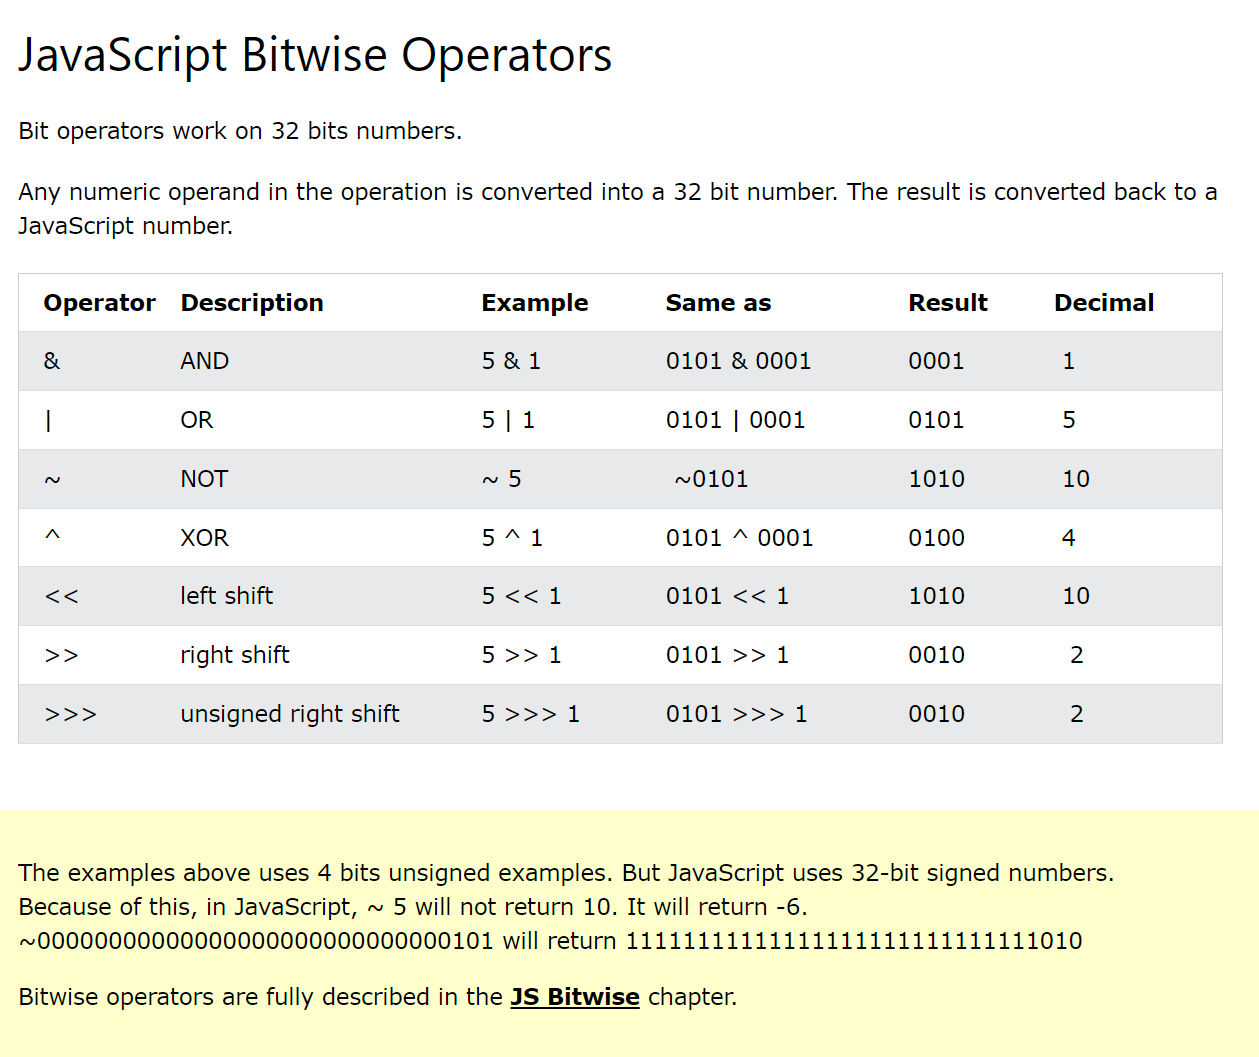 JavaScript Bitwise Operators
Bit operators work on 32 bits numbers.
Any numeric operand in the operation is converted into a 32 bit number. The result is converted back to a
JavaScript number.
Operator Description Example Same as Result Decimal
& AND 5 & 1 0101 & 0001 0001 1
| OR 5 | 1 0101 | 0001 0101 5
~ NOT ~ 5 ~0101 1010 10
^ XOR 5 ^ 1 0101 ^ 0001 0100 4
<< left shift 5 << 1 0101 << 1 1010 10
>> right shift 5 >> 1 0101 >> 1 0010 2
>>> unsigned right shift 5 >>> 1 0101 >>> 1 0010 2
The examples above uses 4 bits unsigned examples. But JavaScript uses 32-bit signed numbers.
Because of this, in JavaScript, ~ 5 will not return 10. It will return -6.
~00000000000000000000000000000101 will return 11111111111111111111111111111010
Bitwise operators are fully described in the JS Bitwise chapter.